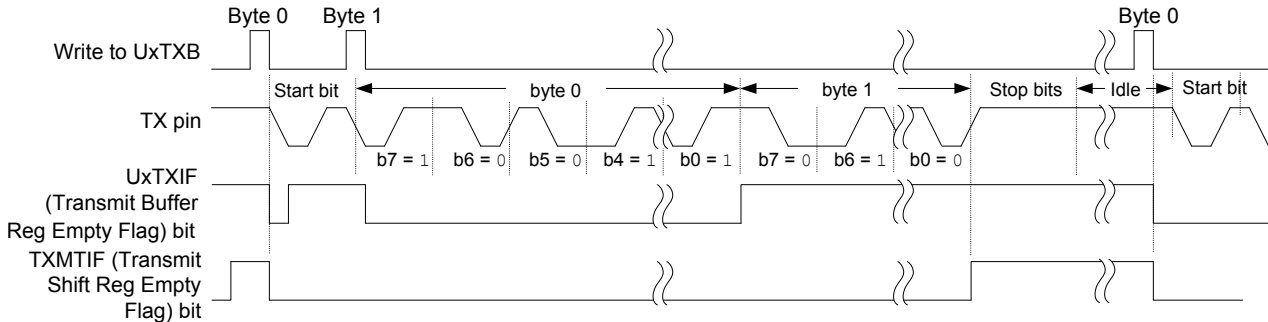 Byte 0 Byte 1 Byte 0
Write to UxTXB
Start bit byte 0 byte 1 Stop bits Idle Start bit
TX pin
b7 = 1 b6 = 0 b5 = 0 b4 = 1 b0 = 1 b7 = 0 b6 = 1 b0 = 0
UxTXIF
(Transmit Buffer
Reg Empty Flag) bit
TXMTIF (Transmit
Shift Reg Empty
Flag) bit